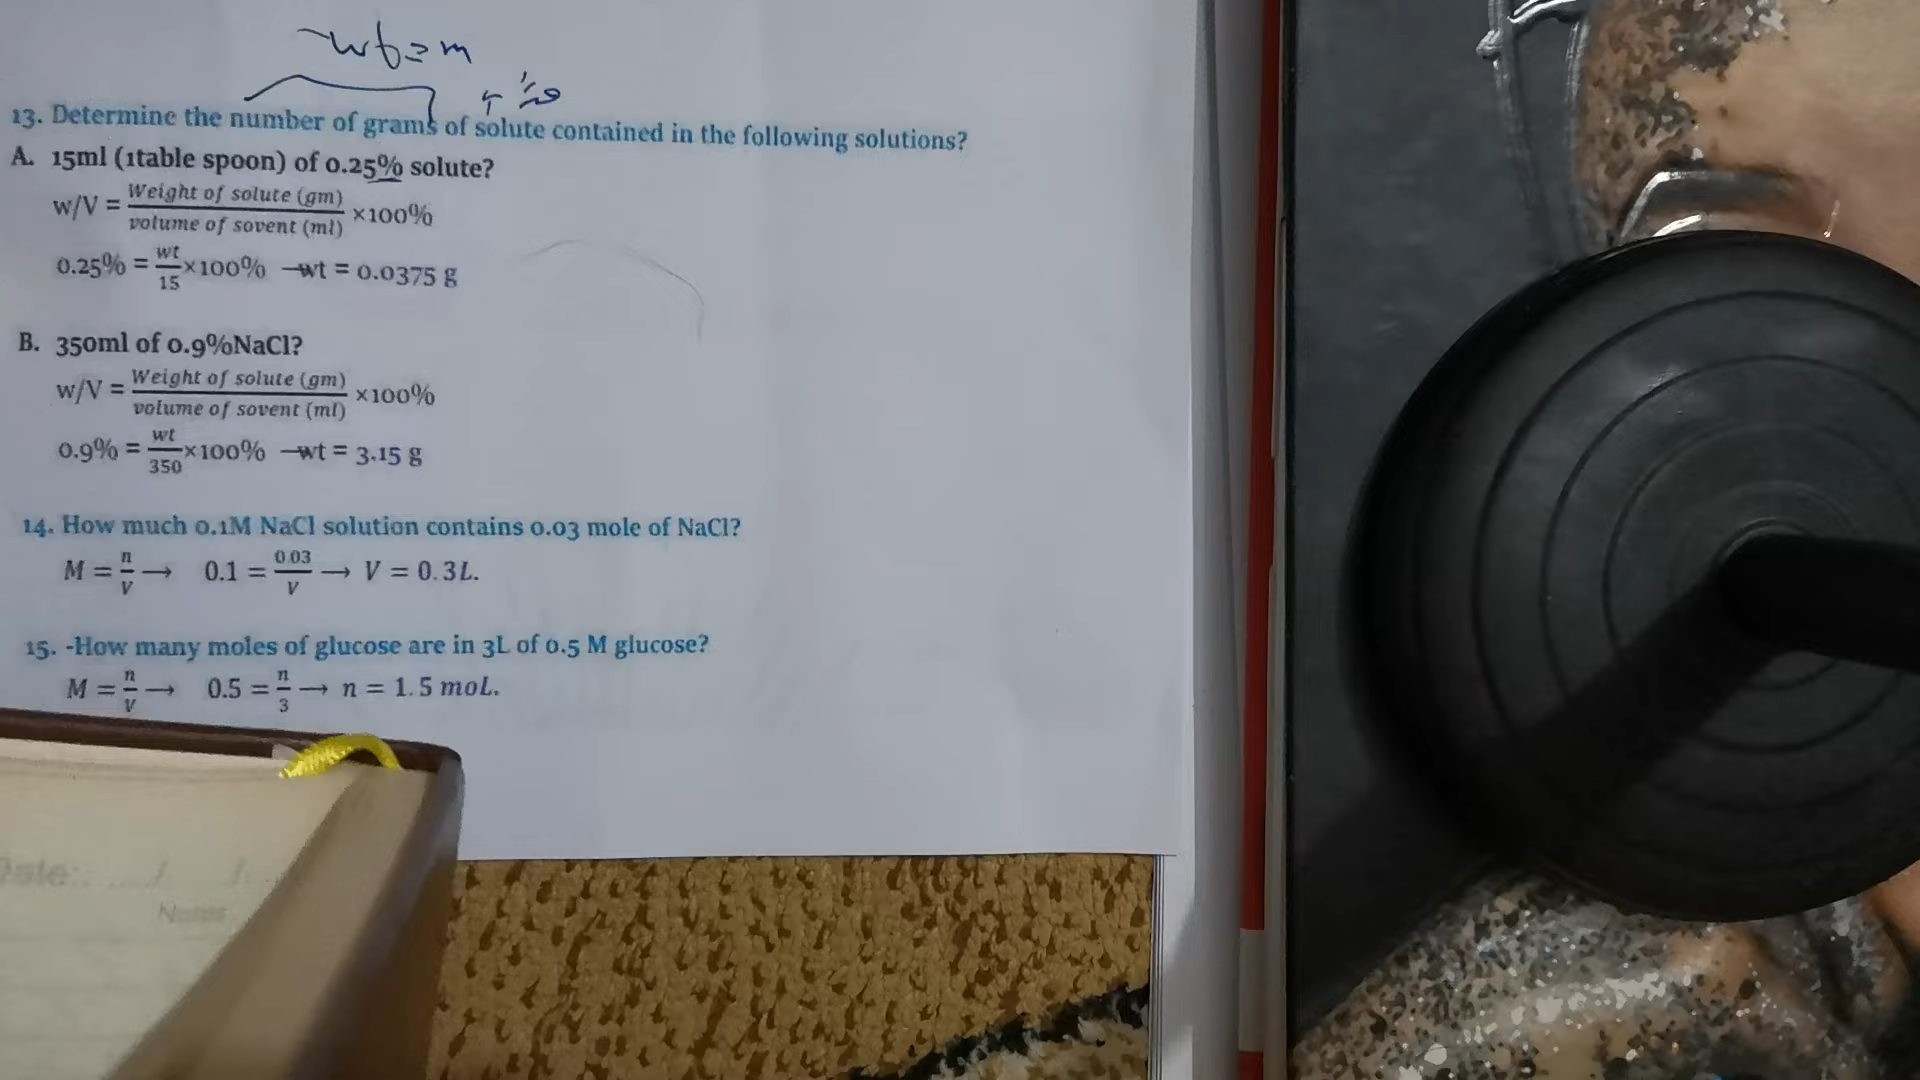 wt = m
13. Determine the number of grams of solute contained in the following solutions?
A. 15ml (1table spoon) of 0.25% solute?
w/V = Weight of solute (gm) / volume of sovent (ml) ×100%
0.25% = wt/15 ×100% → wt = 0.0375 g
B. 350ml of 0.9%NaCl?
w/V = Weight of solute (gm) / volume of sovent (ml) ×100%
0.9% = wt/350 ×100% → wt = 3.15 g
14. How much 0.1M NaCl solution contains 0.03 mole of NaCl?
M = n/V → 0.1 = 0.03/V → V = 0.3L.
15. -How many moles of glucose are in 3L of 0.5 M glucose?
M = n/V → 0.5 = n/3 → n = 1.5 moL.
Date:
Notes